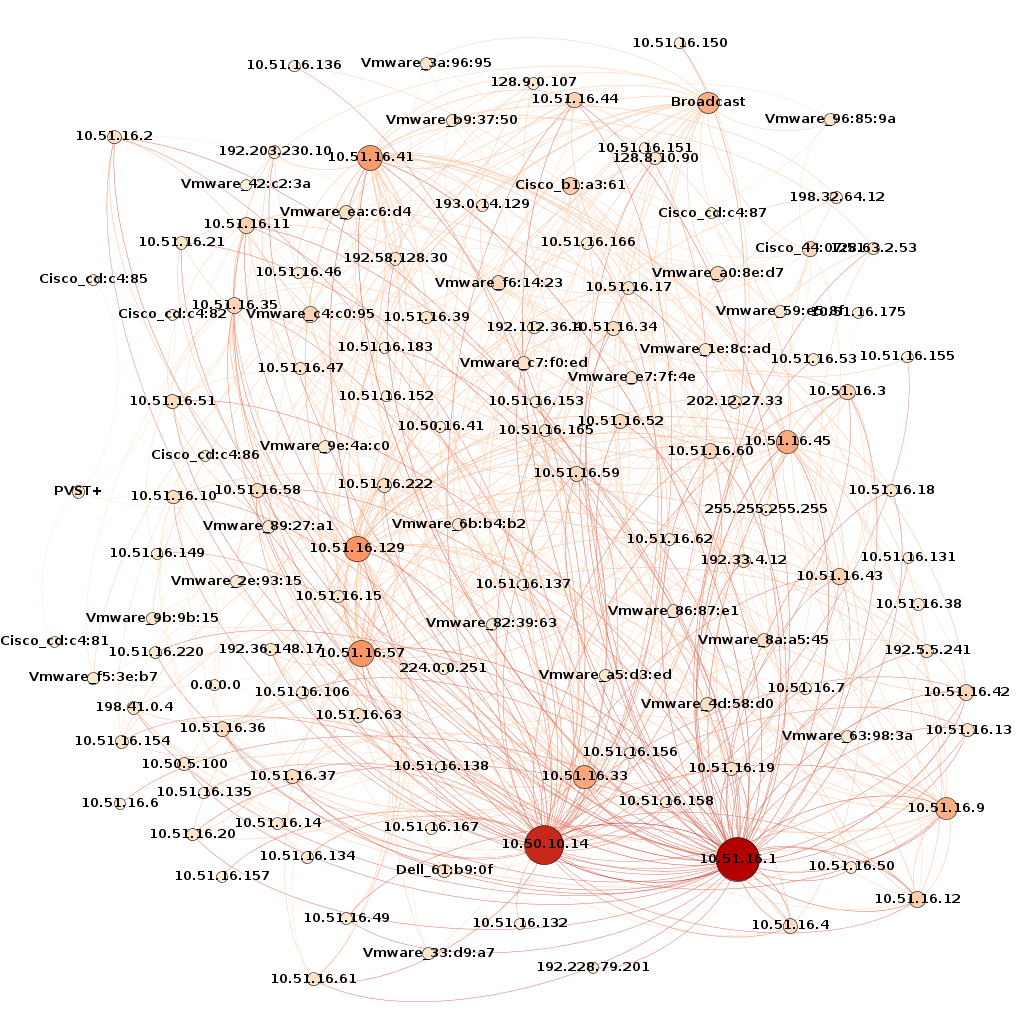 10.51.16.150
10.51.16.136
Vmware_3a:96:95
128.9.0.107
10.51.16.44
Broadcast
Vmware_b9:37:50
Vmware_96:85:9a
10.51.16.2
192.203.230.10
10.51.16.41
10.51.16.151
128.8.10.90
Vmware_42:c2:3a
Cisco_b1:a3:61
198.32.64.12
193.0.14.129
Vmware_ea:c6:d4
Cisco_cd:c4:87
10.51.16.11
10.51.16.21
10.51.16.166
128.63.2.53
192.58.128.30
10.51.16.46
Vmware_a0:8e:d7
Cisco_cd:c4:85
Vmware_f6:14:23
10.51.16.17
10.51.16.35
Cisco_cd:c4:82
Vmware_c4:c0:95
10.51.16.39
10.51.16.175
192.112.36.4
10.51.16.34
10.51.16.183
Vmware_1e:8c:ad
10.51.16.53
10.51.16.155
Vmware_c7:f0:ed
10.51.16.47
Vmware_e7:7f:4e
10.51.16.3
10.51.16.152
10.51.16.51
10.51.16.153
202.12.27.33
10.50.16.41
10.51.16.165
10.51.16.52
10.51.16.45
Vmware_9e:4a:c0
10.51.16.60
Cisco_cd:c4:86
10.51.16.59
10.51.16.222
PVST+
10.51.16.10
10.51.16.58
10.51.16.18
255.255.255.255
Vmware_89:27:a1
Vmware_6b:b4:b2
10.51.16.62
10.51.16.129
10.51.16.149
192.33.4.12
10.51.16.131
10.51.16.43
Vmware_2e:93:15
10.51.16.137
10.51.16.15
10.51.16.38
Vmware_86:87:e1
Vmware_9b:9b:15
Vmware_82:39:63
Cisco_cd:c4:81
Vmware_8a:a5:45
10.51.16.220
192.36.148.17
10.51.16.57
192.5.5.241
224.0.0.251
Vmware_f5:3e:b7
Vmware_a5:d3:ed
0.0.0.0
10.51.16.106
10.51.16.7
10.51.16.42
198.41.0.4
Vmware_4d:58:d0
10.51.16.63
10.51.16.36
10.51.16.13
Vmware_63:98:3a
10.51.16.154
10.51.16.156
10.50.5.100
10.51.16.138
10.51.16.19
10.51.16.37
10.51.16.33
10.51.16.135
10.51.16.6
10.51.16.158
10.51.16.9
10.51.16.14
10.51.16.167
10.51.16.20
10.50.10.14
10.51.16.134
10.51.16.1
10.51.16.50
Dell_61:b9:0f
10.51.16.157
10.51.16.12
10.51.16.49
10.51.16.132
10.51.16.4
Vmware_33:d9:a7
192.228.79.201
10.51.16.61